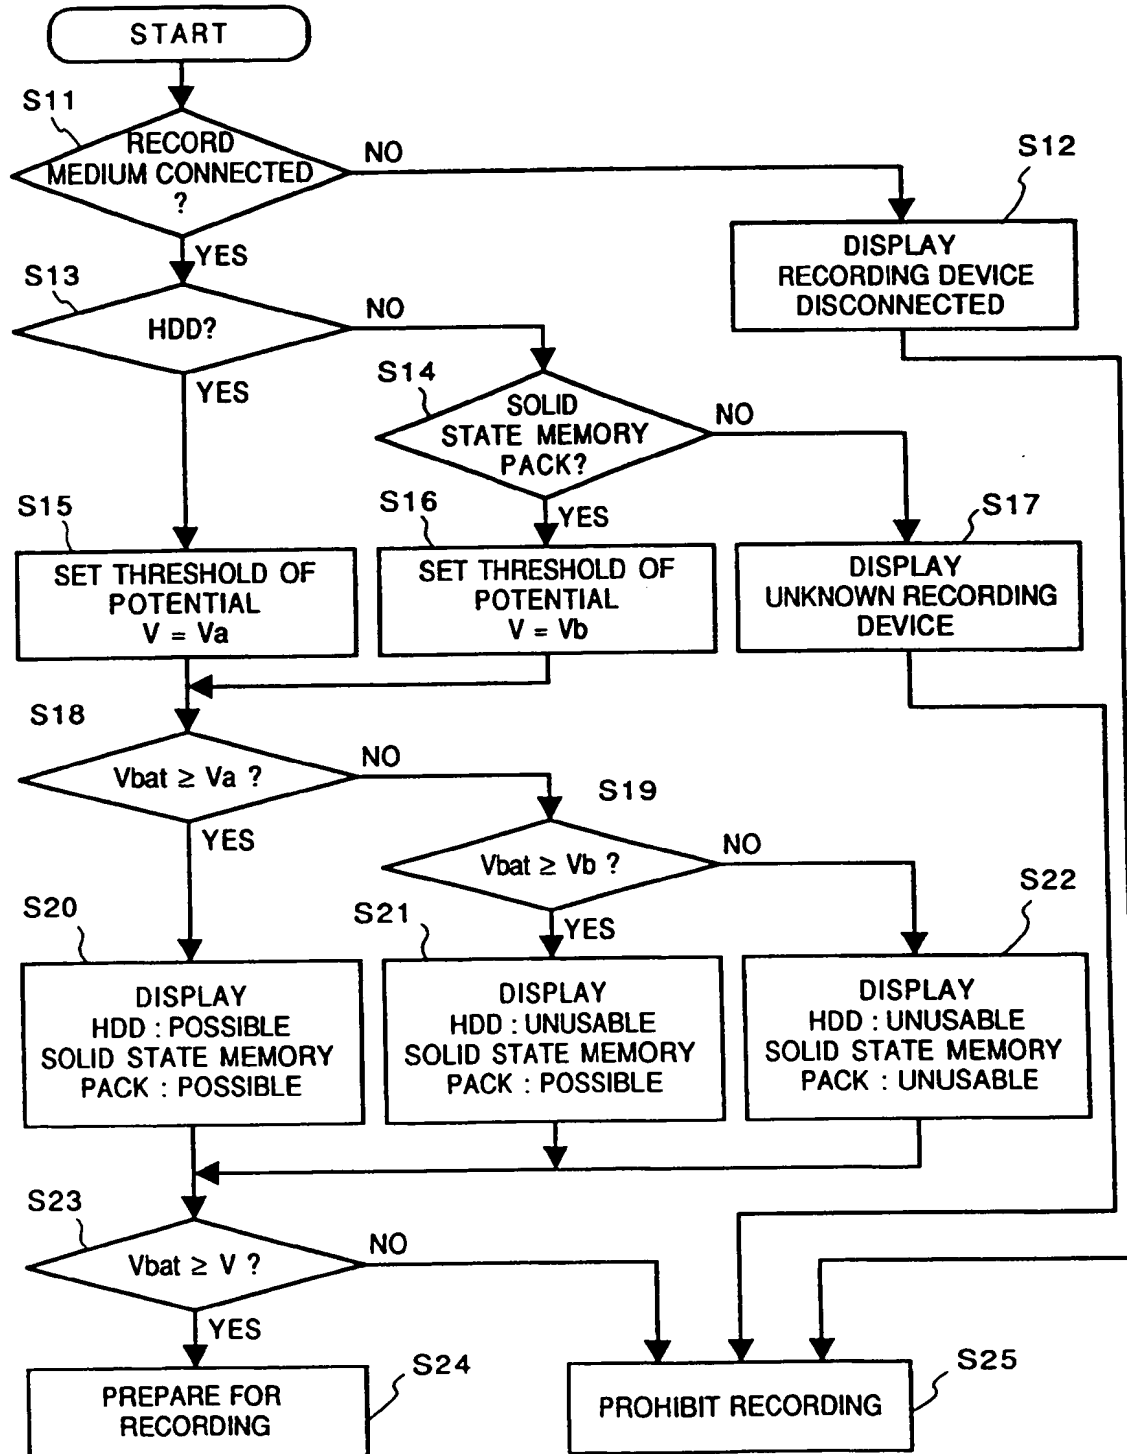 START
S11
RECORD
MEDIUM CONNECTED
?
NO
YES
S12
DISPLAY
RECORDING DEVICE
DISCONNECTED
S13
HDD?
NO
YES
S14
SOLID
STATE MEMORY
PACK?
NO
YES
S15
SET THRESHOLD OF
POTENTIAL
V = Va
S16
SET THRESHOLD OF
POTENTIAL
V = Vb
S17
DISPLAY
UNKNOWN RECORDING
DEVICE
S18
Vbat ≥ Va ?
NO
YES
S19
Vbat ≥ Vb ?
NO
YES
S20
DISPLAY
HDD : POSSIBLE
SOLID STATE MEMORY
PACK : POSSIBLE
S21
DISPLAY
HDD : UNUSABLE
SOLID STATE MEMORY
PACK : POSSIBLE
S22
DISPLAY
HDD : UNUSABLE
SOLID STATE MEMORY
PACK : UNUSABLE
S23
Vbat ≥ V ?
NO
YES
S24
PREPARE FOR
RECORDING
S25
PROHIBIT RECORDING